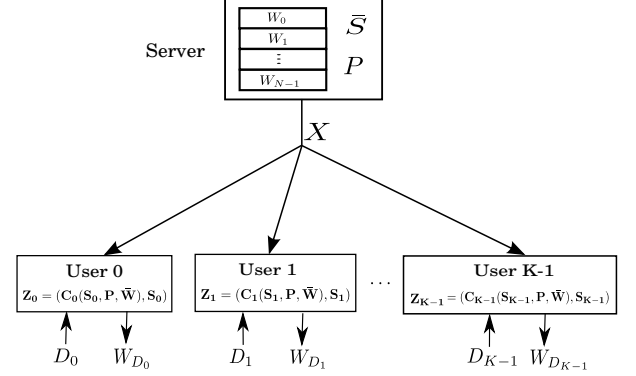 W_0
S̄
Server
W_1
⋮
P
W_{N-1}
X
User 0
User 1
User K-1
Z_0 = (C_0(S_0, P, W̄), S_0)
Z_1 = (C_1(S_1, P, W̄), S_1)
...
Z_{K-1} = (C_{K-1}(S_{K-1}, P, W̄), S_{K-1})
D_0
W_{D_0}
D_1
W_{D_1}
D_{K-1}
W_{D_{K-1}}